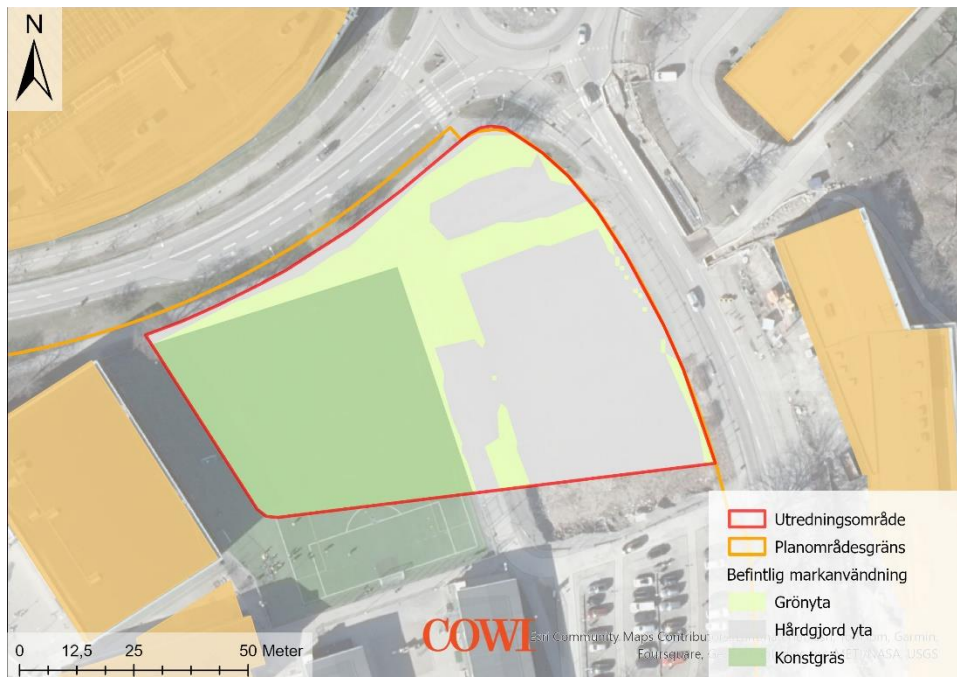 N
Utredningsområde
Planområdesgräns
Befintlig markanvändning
Grönyta
Hårdgjord yta
Konstgräs
0 12,5 25 50 Meter
COWI
Esri Community Maps Contribu Garmin,
Foursquare, NASA, USGS